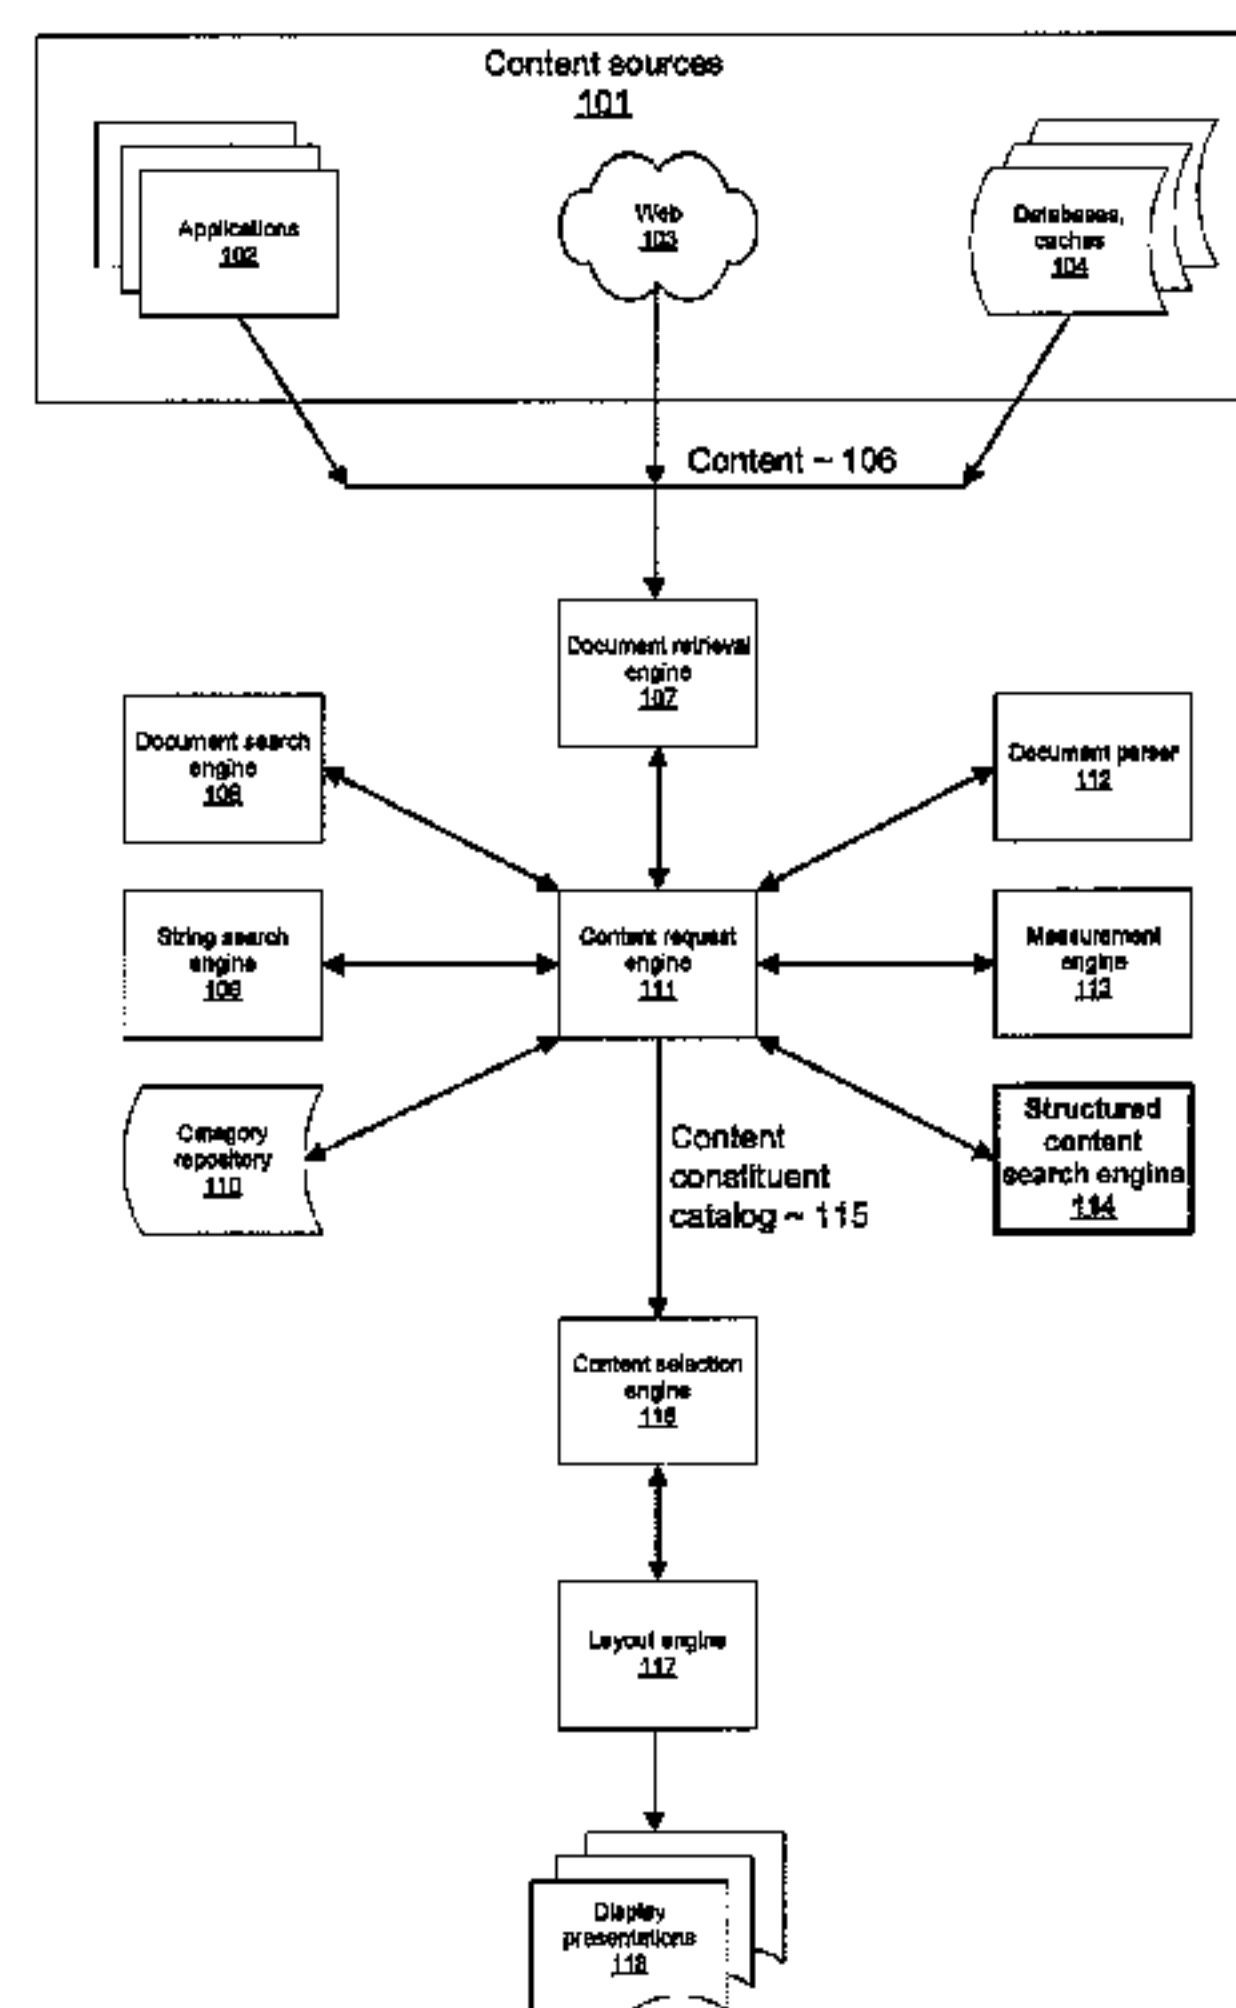 Content sources
101
Applications
102
Web
103
Databases,
caches
104
Content ~ 106
Document retrieval
engine
107
Document search
engine
Document parser
112
String search
engine
Content request
engine
111
Measurement
engine
113
Category
repository
110
Content
constituent
catalog ~ 115
Structured
content
search engine
114
Content selection
engine
116
Layout engine
117
Display
presentations
118